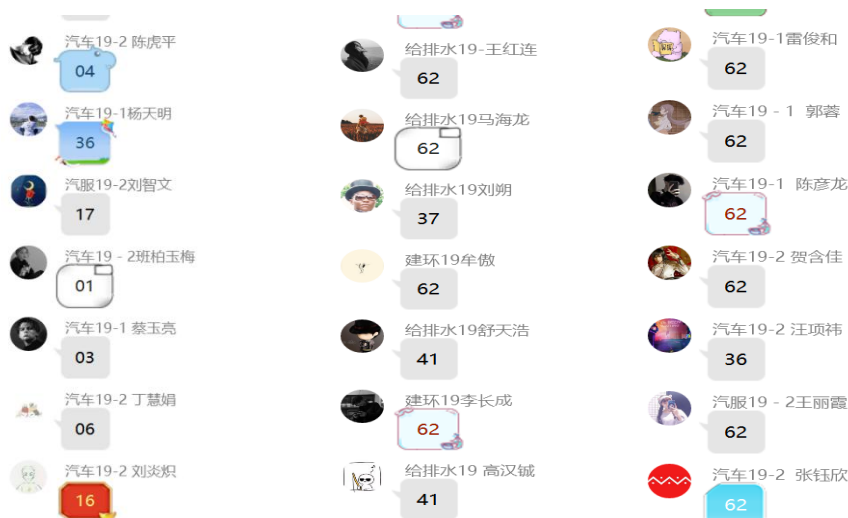 汽车19-2 陈虎平
04
汽车19-1杨天明
36
汽服19-2刘智文
17
汽车19 - 2班柏玉梅
01
汽车19-1 蔡玉亮
03
汽车19-2 丁慧娟
06
汽车19-2 刘炎炽
16
给排水19-王红连
62
给排水19马海龙
62
给排水19刘朔
37
建环19牟傲
62
给排水19舒天浩
41
建环19李长成
62
给排水19 高汉铖
41
汽车19-1雷俊和
62
汽车19 - 1 郭蓉
62
汽车19-1 陈彦龙
62
汽车19-2 贺含佳
62
汽车19-2 汪项祎
36
汽服19 - 2王丽霞
62
汽车19-2 张钰欣
62